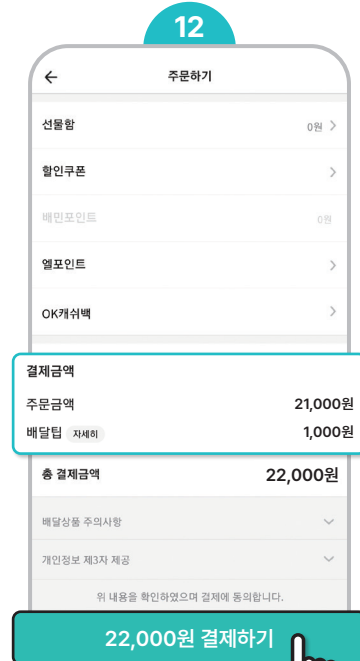 12
주문하기
선물함 0원
할인쿠폰
배민포인트 0원
엘포인트
OK캐쉬백
결제금액
주문금액 21,000원
배달팁 자세히 1,000원
총 결제금액 22,000원
배달상품 주의사항
개인정보 제3자 제공
위 내용을 확인하였으며 결제에 동의합니다.
22,000원 결제하기